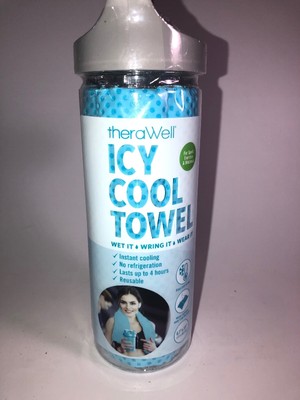 theraWell
ICY
COOL
TOWEL
WET IT WRING IT WEAR
✓ Instant cooling
✓ No refrigeration
✓ Lasts up to 4 hours
✓ Reusable